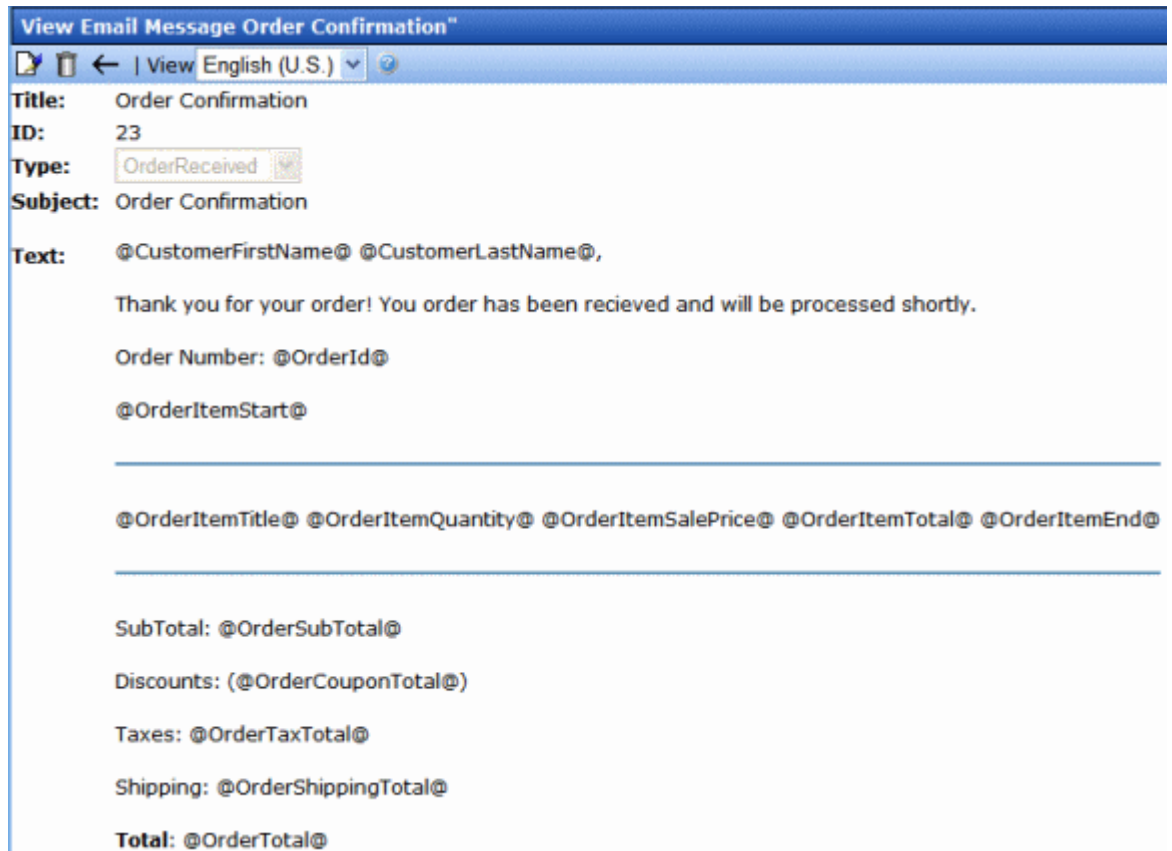 View Email Message Order Confirmation"
| View English (U.S.)
Title: Order Confirmation
ID: 23
Type: OrderReceived
Subject: Order Confirmation
Text: @CustomerFirstName@ @CustomerLastName@,
Thank you for your order! You order has been recieved and will be processed shortly.
Order Number: @OrderId@
@OrderItemStart@
@OrderItemTitle@ @OrderItemQuantity@ @OrderItemSalePrice@ @OrderItemTotal@ @OrderItemEnd@
SubTotal: @OrderSubTotal@
Discounts: (@OrderCouponTotal@)
Taxes: @OrderTaxTotal@
Shipping: @OrderShippingTotal@
Total: @OrderTotal@